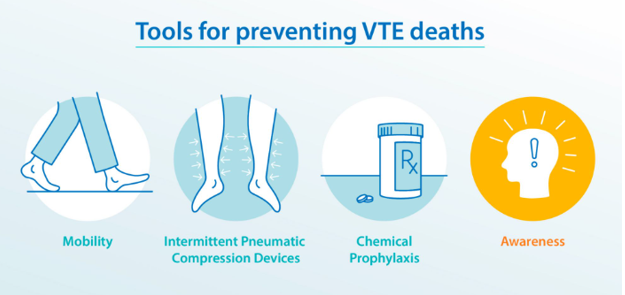 Tools for preventing VTE deaths
Rx
Mobility
Intermittent Pneumatic
Compression Devices
Chemical
Prophylaxis
Awareness